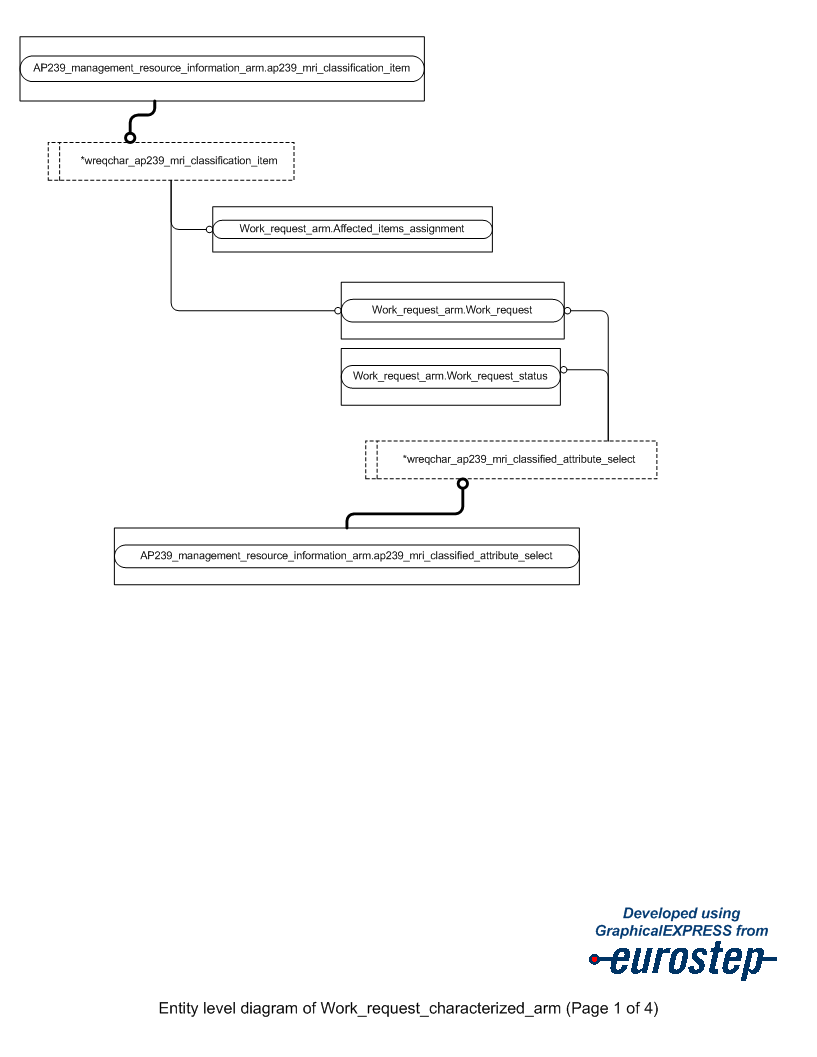 AP239_management_resource_information_arm.ap239_mri_classification_item
*wreqchar_ap239_mri_classification_item
Work_request_arm.Affected_items_assignment
Work_request_arm.Work_request
Work_request_arm.Work_request_status
*wreqchar_ap239_mri_classified_attribute_select
AP239_management_resource_information_arm.ap239_mri_classified_attribute_select
Developed using
GraphicalEXPRESS from
eurostep
Entity level diagram of Work_request_characterized_arm (Page 1 of 4)